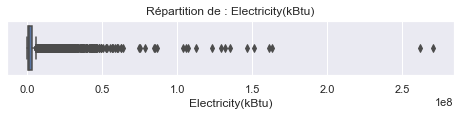 Répartition de : Electricity(kBtu)
0.0 0.5 1.0 1.5 2.0 2.5
Electricity(kBtu)
1e8